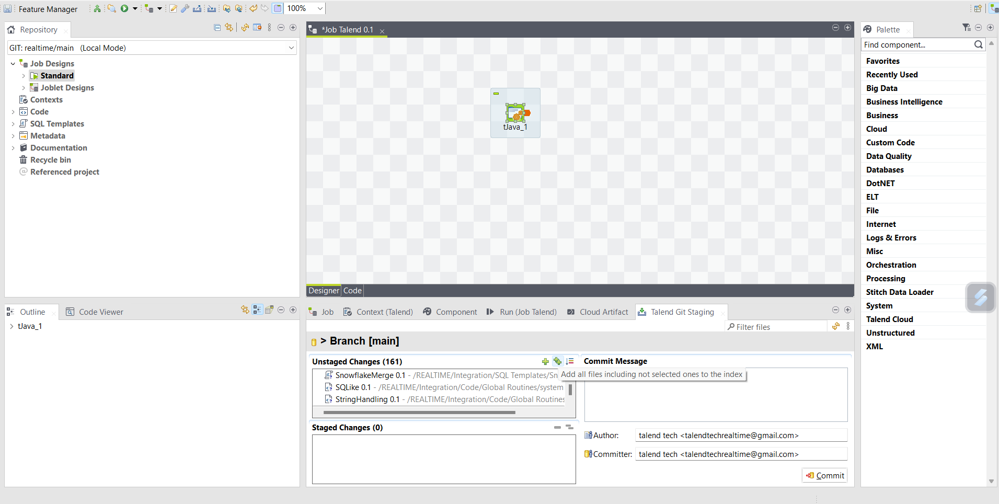 Feature Manager
100%
Repository
GIT: realtime/main (Local Mode)
Job Designs
Standard
Joblet Designs
Contexts
Code
SQL Templates
Metadata
Documentation
Recycle bin
Referenced project
*Job Talend 0.1
tJava_1
Designer
Code
Palette
Find component...
Favorites
Recently Used
Big Data
Business Intelligence
Business
Cloud
Custom Code
Data Quality
Databases
DotNET
ELT
File
Internet
Logs & Errors
Misc
Orchestration
Processing
Stitch Data Loader
System
Talend Cloud
Unstructured
XML
Outline
Code Viewer
tJava_1
Job
Context (Talend)
Component
Run (Job Talend)
Cloud Artifact
Talend Git Staging
Filter files
> Branch [main]
Unstaged Changes (161)
SnowflakeMerge 0.1 - /REALTIME/Integration/SQL Templates/Sn
SQLike 0.1 - /REALTIME/Integration/Code/Global Routines/system
StringHandling 0.1 - /REALTIME/Integration/Code/Global Routines
Staged Changes (0)
Commit Message
Add all files including not selected ones to the index
Author: talend tech <talendtechrealtime@gmail.com>
Committer: talend tech <talendtechrealtime@gmail.com>
Commit